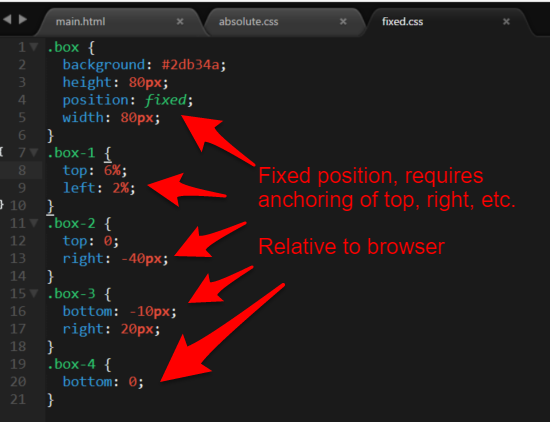 main.html × absolute.css × fixed.css ×
1 .box {
2 background: #2db34a;
3 height: 80px;
4 position: fixed;
5 width: 80px;
6 }
7 .box-1 {
8 top: 6%;
9 left: 2%;
10 }
11 .box-2 {
12 top: 0;
13 right: -40px;
14 }
15 .box-3 {
16 bottom: -10px;
17 right: 20px;
18 }
19 .box-4 {
20 bottom: 0;
21 }
Fixed position, requires
anchoring of top, right, etc.
Relative to browser